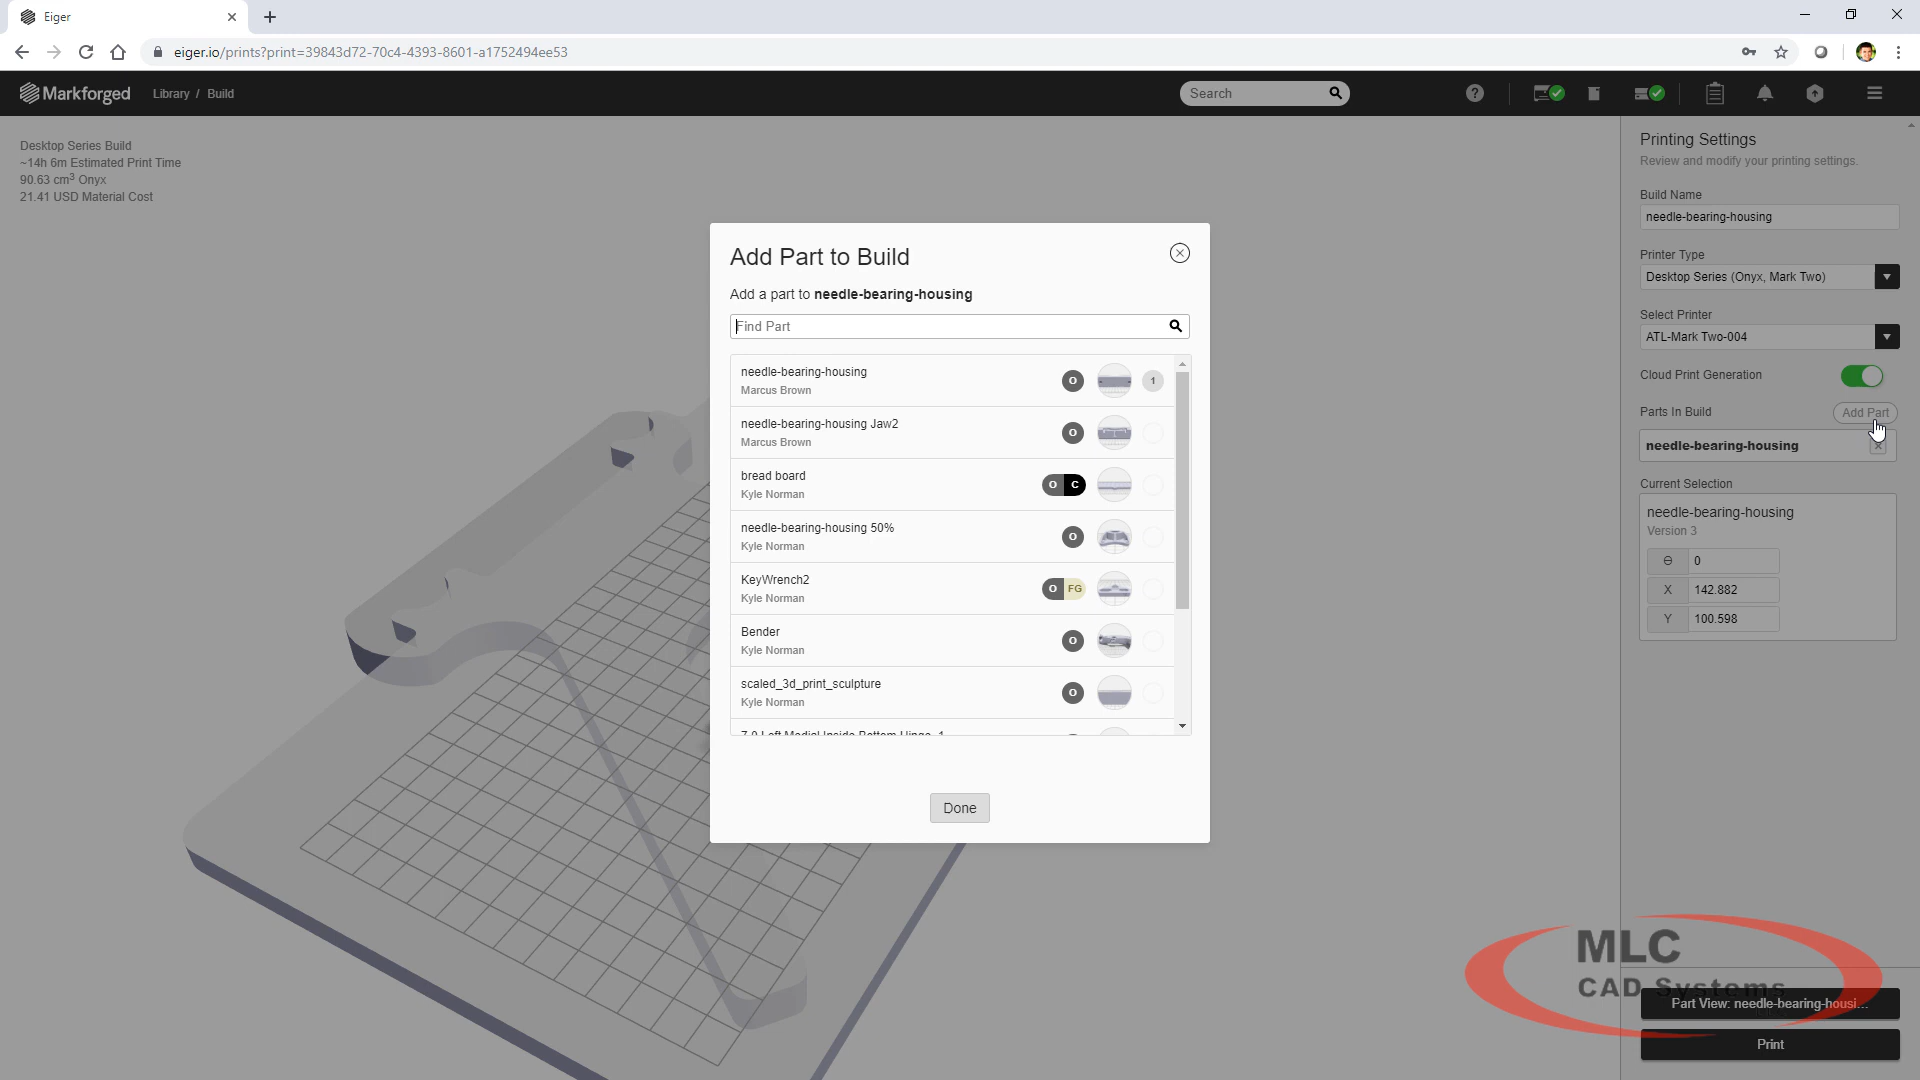 Eiger
eiger.io/prints?print=39843d72-70c4-4393-8601-a1752494ee53
Markforged
Library / Build
Search
Desktop Series Build
~14h 6m Estimated Print Time
90.63 cm³ Onyx
21.41 USD Material Cost
Add Part to Build
Add a part to needle-bearing-housing
Find Part
needle-bearing-housing
Marcus Brown
O
1
needle-bearing-housing Jaw2
Marcus Brown
O
bread board
Kyle Norman
O C
needle-bearing-housing 50%
Kyle Norman
O
KeyWrench2
Kyle Norman
O FG
Bender
Kyle Norman
O
scaled_3d_print_sculpture
Kyle Norman
O
7.0 Left Medial Inside Bottom Hinge_1
Done
Printing Settings
Review and modify your printing settings.
Build Name
needle-bearing-housing
Printer Type
Desktop Series (Onyx, Mark Two)
Select Printer
ATL-Mark Two-004
Cloud Print Generation
Parts In Build
Add Part
needle-bearing-housing
Current Selection
needle-bearing-housing
Version 3
Θ 0
X 142.882
Y 100.598
MLC
CAD Systems
Part View: needle-bearing-housi...
Print